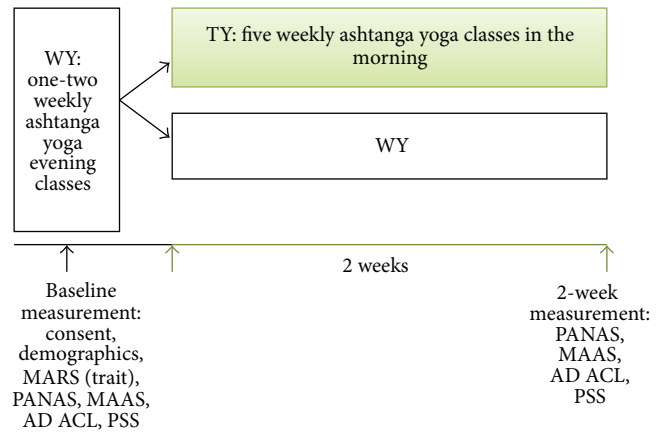 WY:
one-two
weekly
ashtanga
yoga
evening
classes
TY: five weekly ashtanga yoga classes in the
morning
WY
2 weeks
Baseline
measurement:
consent,
demographics,
MARS (trait),
PANAS, MAAS,
AD ACL, PSS
2-week
measurement:
PANAS,
MAAS,
AD ACL,
PSS